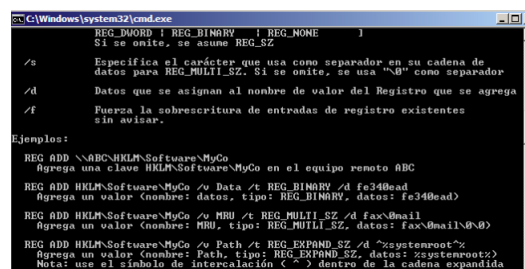 C:\Windows\system32\cmd.exe
REG_DWORD | REG_BINARY | REG_NONE ]
Si se omite, se asume REG_SZ
/s Especifica el carácter que usa como separador en su cadena de
datos para REG_MULTI_SZ. Si se omite, se usa "\0" como separador
/d Datos que se asignan al nombre de valor del Registro que se agrega
/f Fuerza la sobrescritura de entradas de registro existentes
sin avisar.
Ejemplos:
REG ADD \\ABC\HKLM\Software\MyCo
Agrega una clave HKLM\Software\MyCo en el equipo remoto ABC
REG ADD HKLM\Software\MyCo /v Data /t REG_BINARY /d fe340ead
Agrega un valor (nombre: datos, tipo: REG_BINARY, datos: fe340ead)
REG ADD HKLM\Software\MyCo /v MRU /t REG_MULTI_SZ /d fax\0mail
Agrega un valor (nombre: MRU, tipo: REG_MUTLI_SZ, datos: fax\0mail\0\0)
REG ADD HKLM\Software\MyCo /v Path /t REG_EXPAND_SZ /d ^%systemroot^%
Agrega un valor (nombre: Path, tipo: REG_EXPAND_SZ, datos: %systemroot%)
Nota: use el símbolo de intercalación ( ^ ) dentro de la cadena expandida